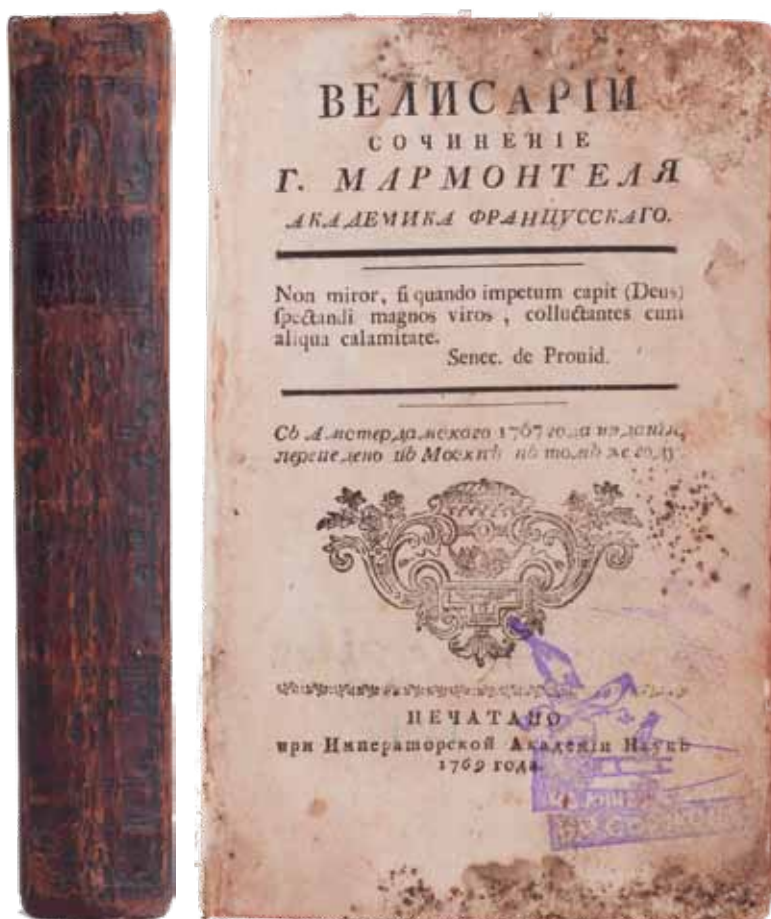 ВЕЛИСАРІЙ
СОЧИНЕНІЕ
Г. МАРМОНТЕЛЯ
АКАДЕМИКА ФРАНЦУССКАГО.
Non miror, ſi quando impetum capit (Deus)
ſpectandi magnos viros , colluctantes cum
aliqua calamitate.
Senec. de Prouid.
Съ Амстердамского 1767 года изданія,
переведено въ Москвѣ въ томъ же году
ПЕЧАТАНО
при Императорской Академіи Наукъ
1769 года.